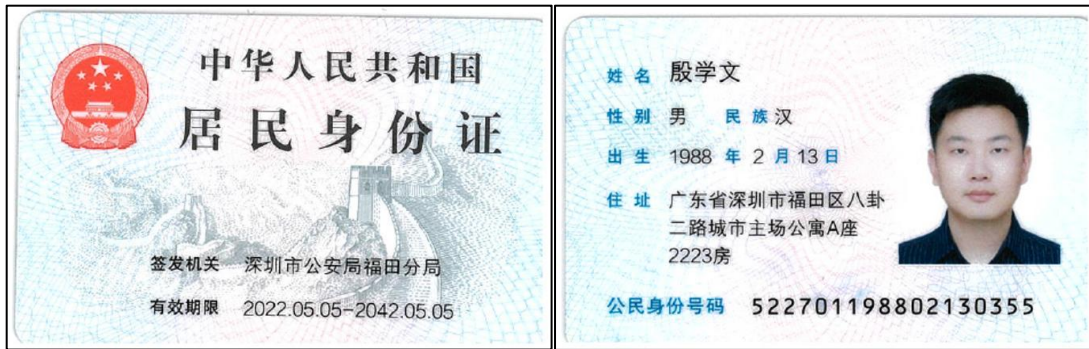 中华人民共和国
居民身份证
签发机关 深圳市公安局福田分局
有效期限 2022.05.05-2042.05.05
姓名 殷学文
性别 男 民族 汉
出生 1988 年 2 月 13 日
住址 广东省深圳市福田区八卦
二路城市主场公寓A座
2223房
公民身份号码 522701198802130355